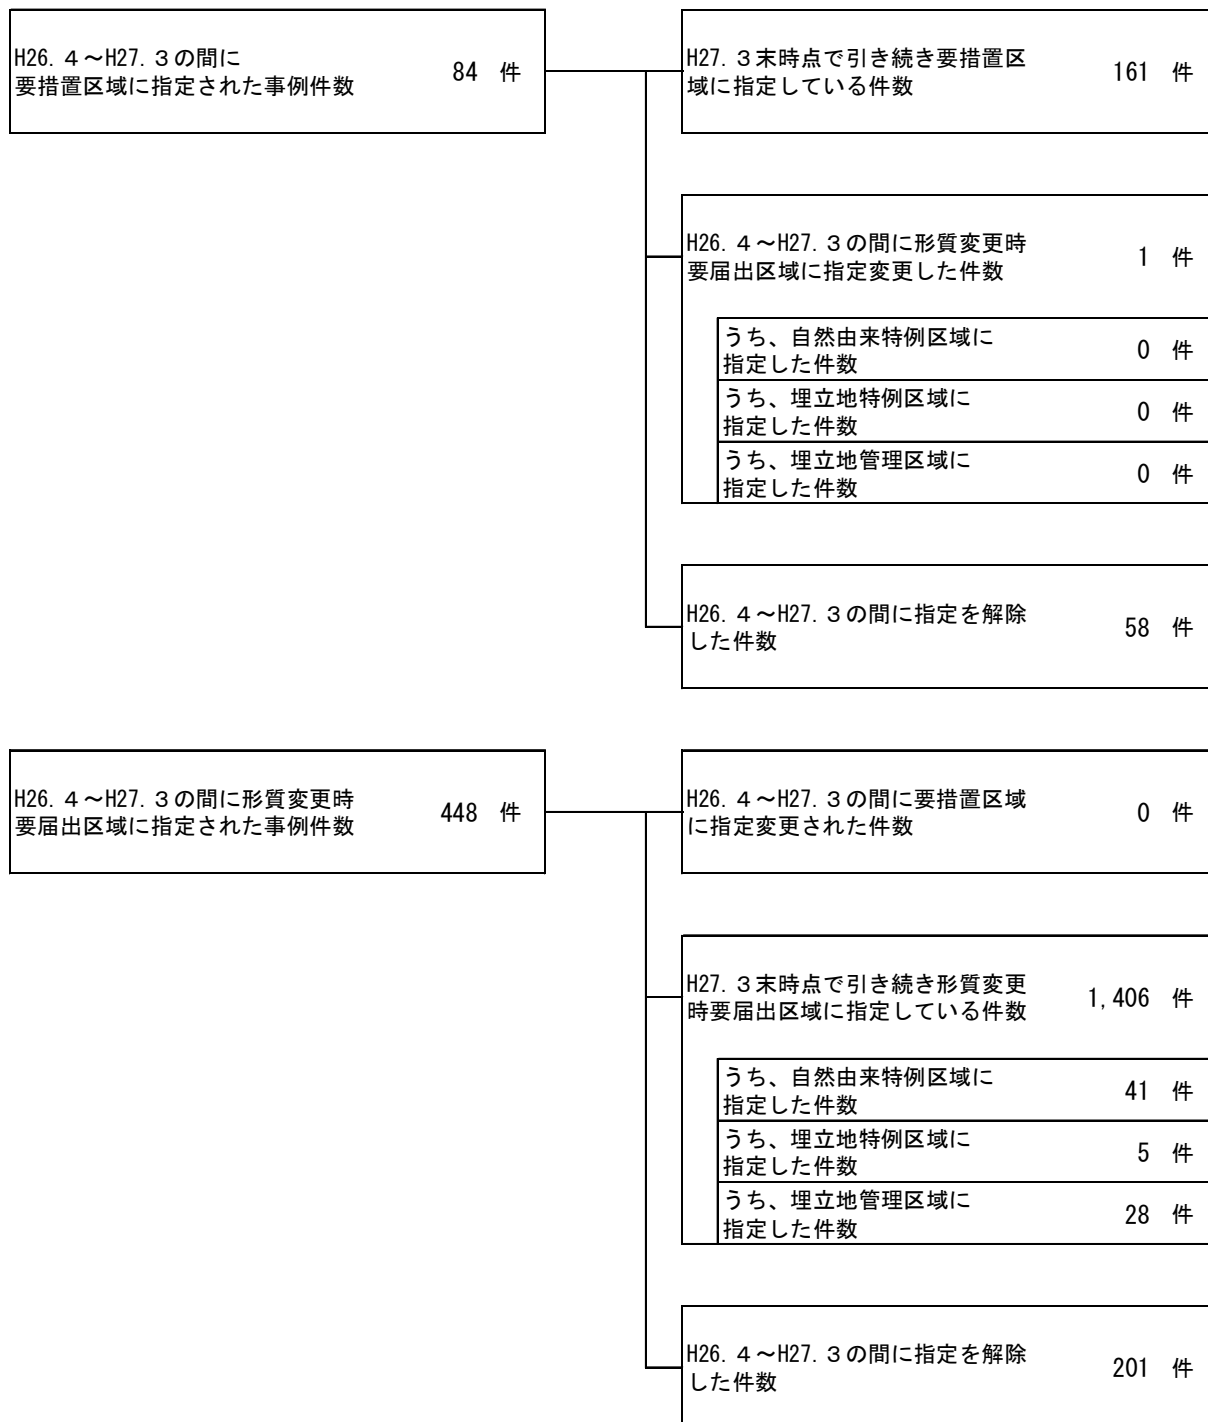 H26.４～H27.３の間に
要措置区域に指定された事例件数 84 件
H27.３末時点で引き続き要措置区
域に指定している件数 161 件
H26.４～H27.３の間に形質変更時
要届出区域に指定変更した件数 1 件
うち、自然由来特例区域に
指定した件数 0 件
うち、埋立地特例区域に
指定した件数 0 件
うち、埋立地管理区域に
指定した件数 0 件
H26.４～H27.３の間に指定を解除
した件数 58 件
H26.４～H27.３の間に形質変更時
要届出区域に指定された事例件数 448 件
H26.４～H27.３の間に要措置区域
に指定変更された件数 0 件
H27.３末時点で引き続き形質変更
時要届出区域に指定している件数 1,406 件
うち、自然由来特例区域に
指定した件数 41 件
うち、埋立地特例区域に
指定した件数 5 件
うち、埋立地管理区域に
指定した件数 28 件
H26.４～H27.３の間に指定を解除
した件数 201 件